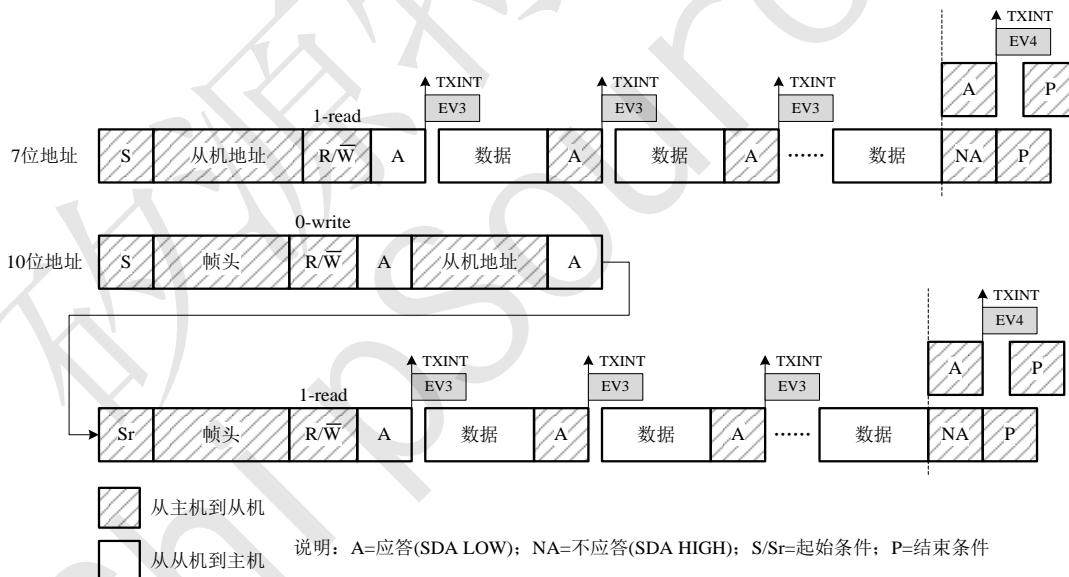 TXINT
EV4
A P
TXINT TXINT TXINT
EV3 EV3 EV3
1-read
7位地址 S 从机地址 R/W̅ A 数据 A 数据 A …… 数据 NA P
0-write
10位地址 S 帧头 R/W̅ A 从机地址 A
TXINT
EV4
A P
TXINT TXINT TXINT
EV3 EV3 EV3
1-read
Sr 帧头 R/W̅ A 数据 A 数据 A …… 数据 NA P
从主机到从机
从从机到主机
说明：A=应答(SDA LOW)；NA=不应答(SDA HIGH)；S/Sr=起始条件；P=结束条件